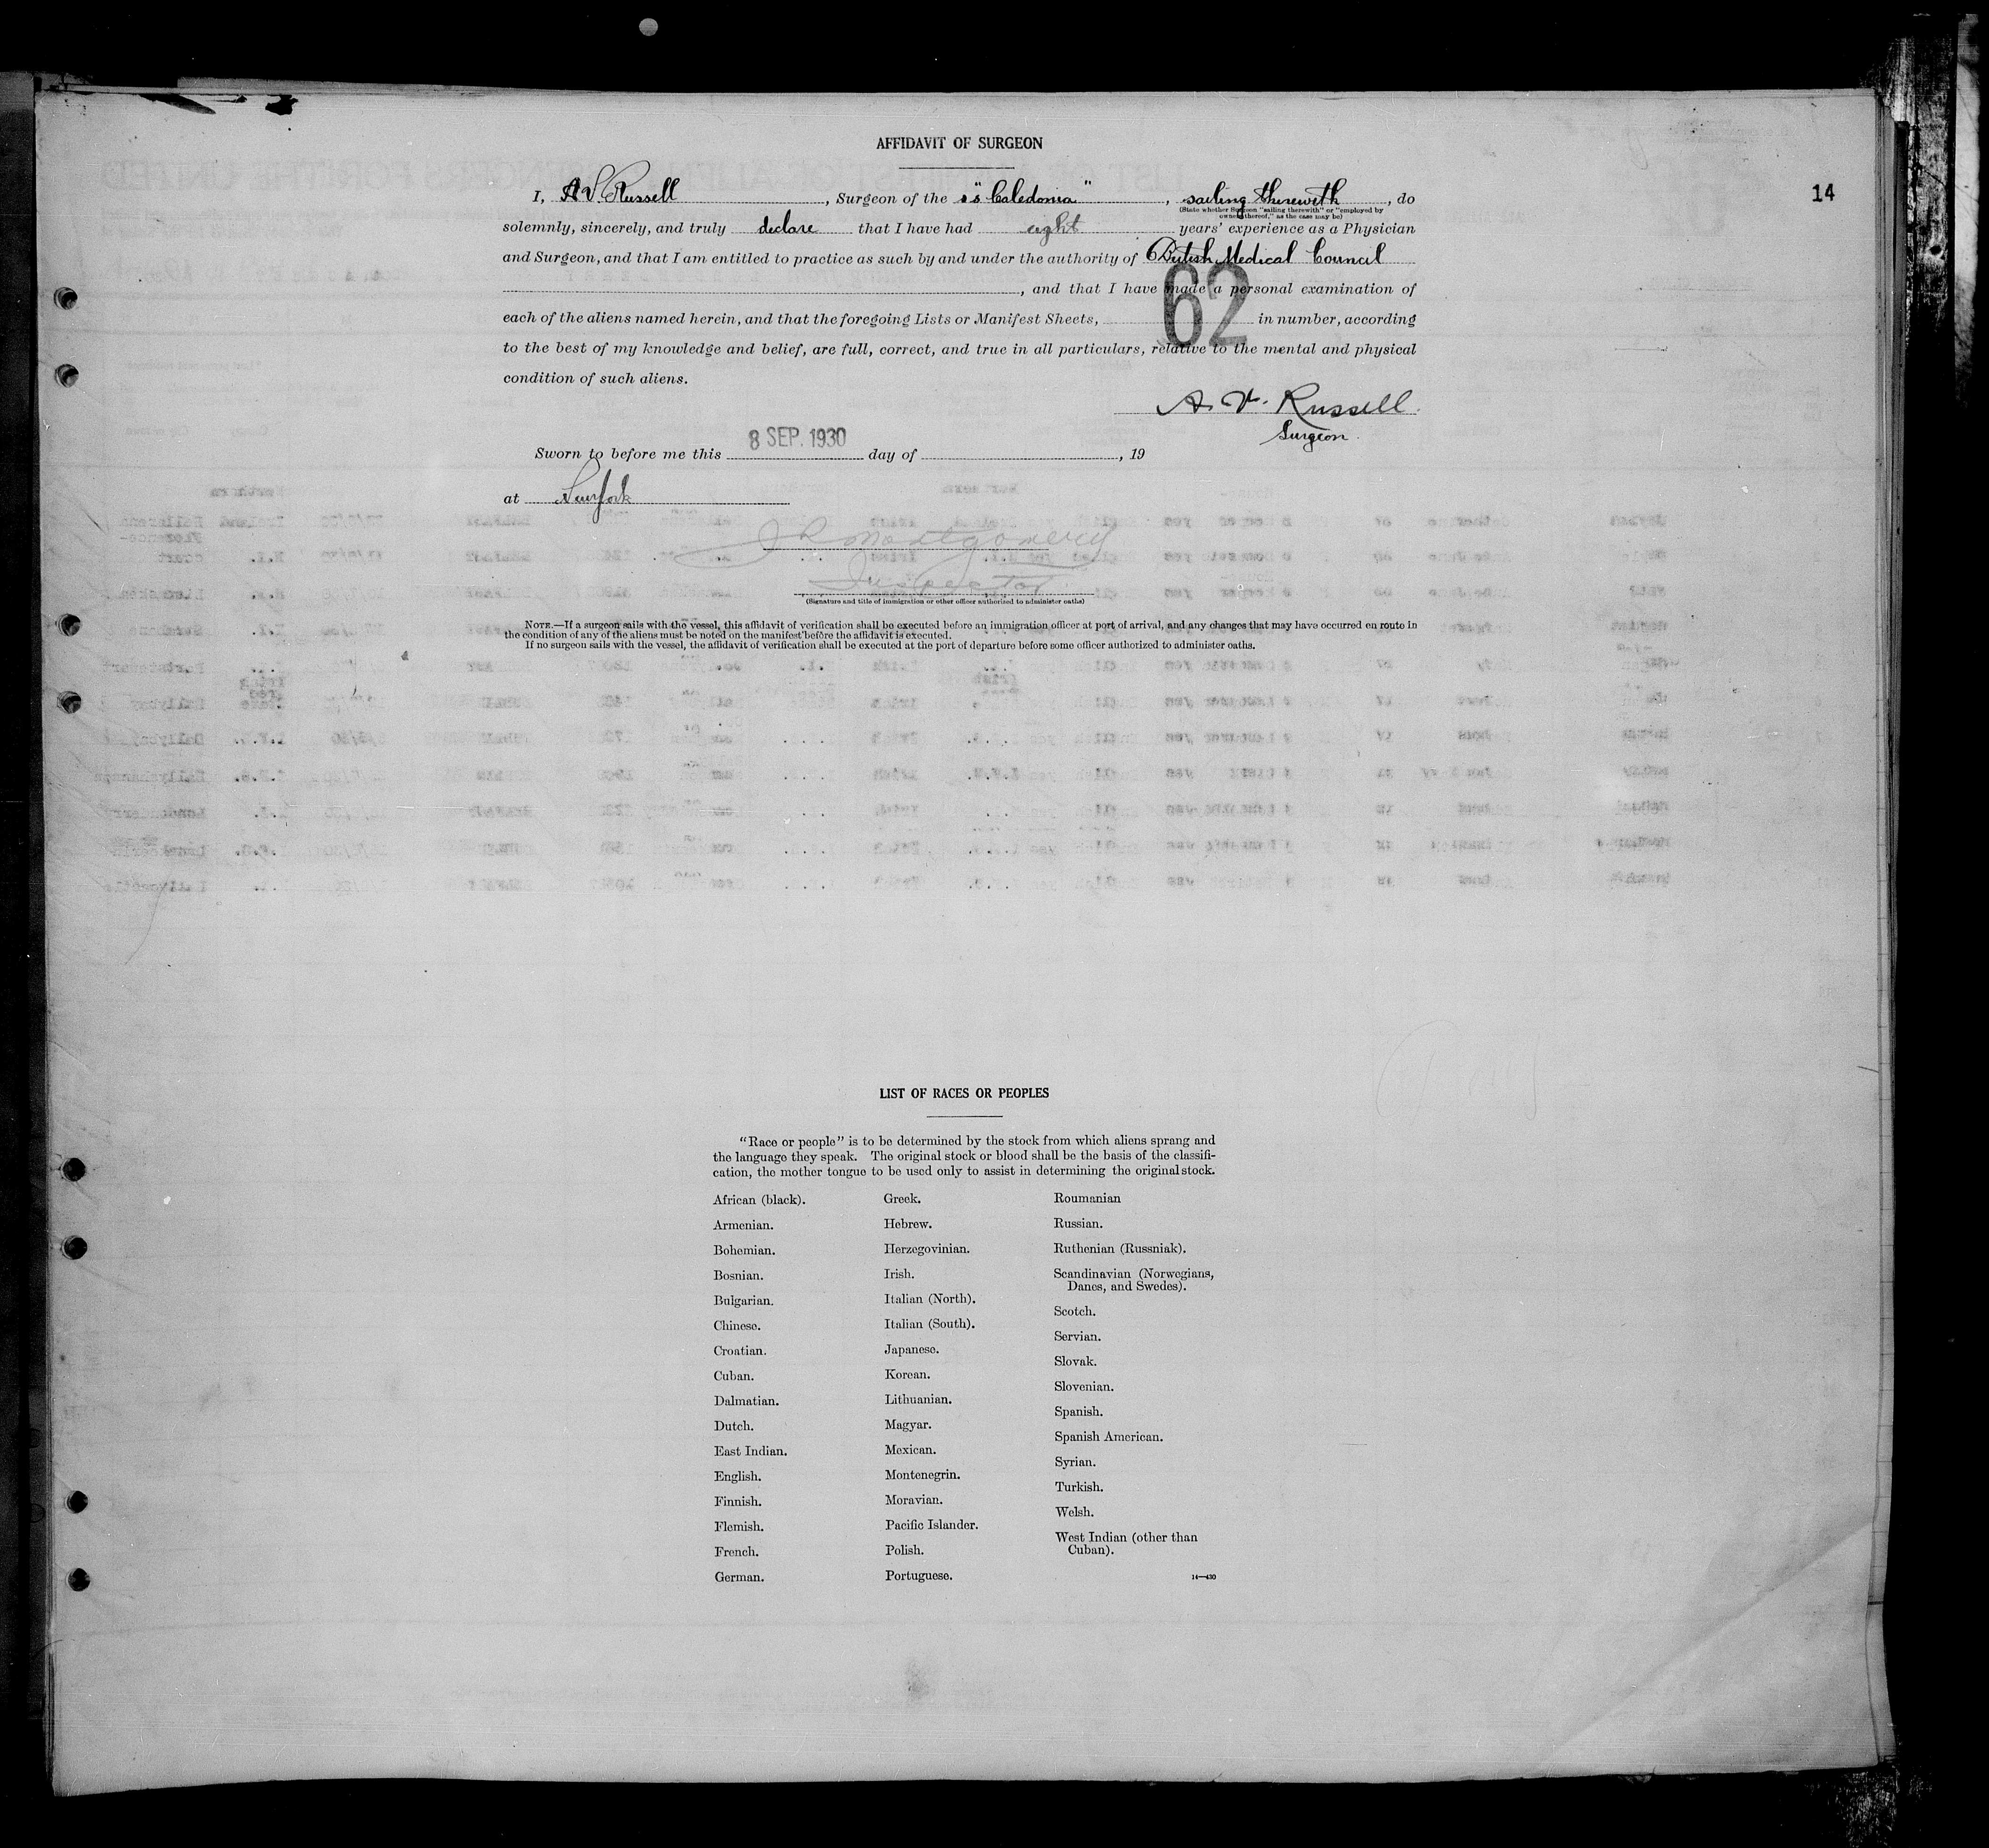 AFFIDAVIT OF SURGEON
14
I, A V. Russell, Surgeon of the s.s "Caledonia", sailing therewith, do
(State whether Surgeon "sailing therewith" or "employed by
owners thereof," as the case may be)
solemnly, sincerely, and truly declare that I have had eight years' experience as a Physician
and Surgeon, and that I am entitled to practice as such by and under the authority of British Medical Council
, and that I have made a personal examination of
each of the aliens named herein, and that the foregoing Lists or Manifest Sheets, 62 in number, according
to the best of my knowledge and belief, are full, correct, and true in all particulars, relative to the mental and physical
condition of such aliens.
A. V. Russell.
Surgeon.
Sworn to before me this 8 SEP. 1930 day of , 19
at New York
J R Montgomery
Inspector
(Signature and title of immigration or other officer authorized to administer oaths)
NOTE.—If a surgeon sails with the vessel, this affidavit of verification shall be executed before an immigration officer at port of arrival, and any changes that may have occurred en route in
the condition of any of the aliens must be noted on the manifest before the affidavit is executed.
If no surgeon sails with the vessel, the affidavit of verification shall be executed at the port of departure before some officer authorized to administer oaths.
LIST OF RACES OR PEOPLES
"Race or people" is to be determined by the stock from which aliens sprang and
the language they speak. The original stock or blood shall be the basis of the classifi-
cation, the mother tongue to be used only to assist in determining the original stock.
African (black).
Armenian.
Bohemian.
Bosnian.
Bulgarian.
Chinese.
Croatian.
Cuban.
Dalmatian.
Dutch.
East Indian.
English.
Finnish.
Flemish.
French.
German.
Greek.
Hebrew.
Herzegovinian.
Irish.
Italian (North).
Italian (South).
Japanese.
Korean.
Lithuanian.
Magyar.
Mexican.
Montenegrin.
Moravian.
Pacific Islander.
Polish.
Portuguese.
Roumanian
Russian.
Ruthenian (Russniak).
Scandinavian (Norwegians,
Danes, and Swedes).
Scotch.
Servian.
Slovak.
Slovenian.
Spanish.
Spanish American.
Syrian.
Turkish.
Welsh.
West Indian (other than
Cuban).
14—430